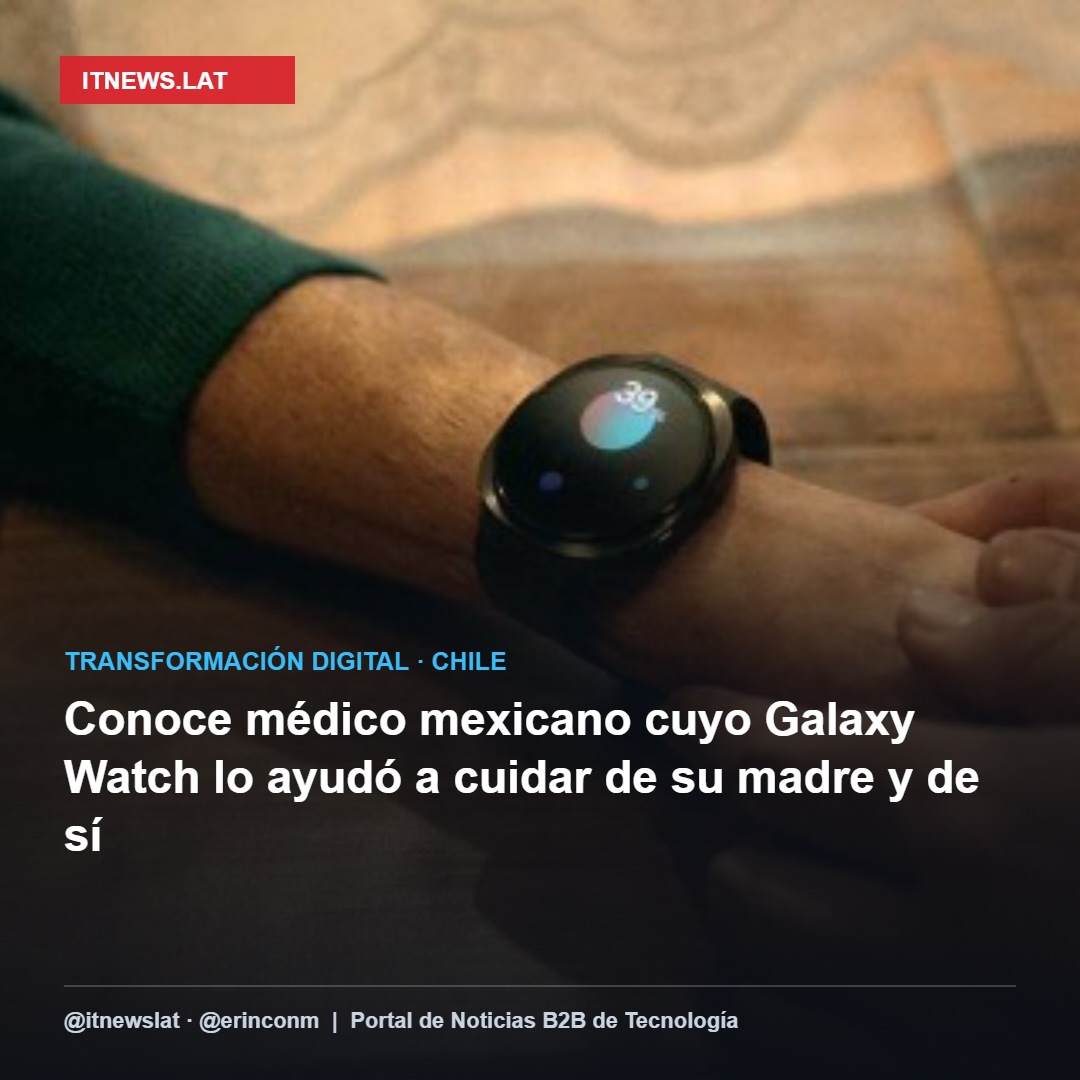 ITNEWS.LAT
39%
TRANSFORMACIÓN DIGITAL · CHILE
Conoce médico mexicano cuyo Galaxy
Watch lo ayudó a cuidar de su madre y de
sí
@itnewslat · @erinconm | Portal de Noticias B2B de Tecnología